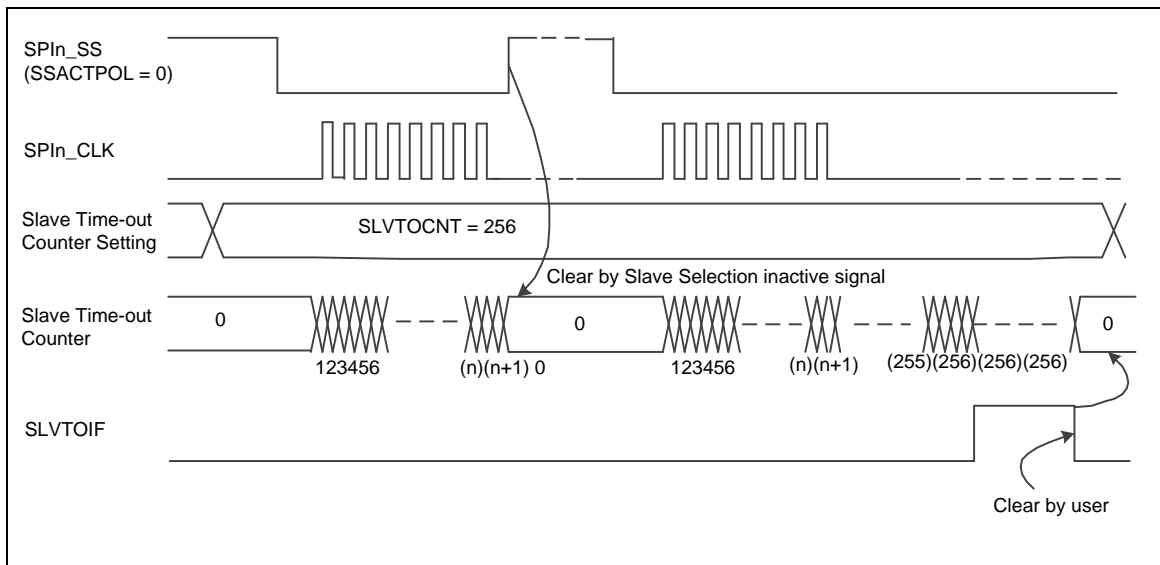 SPIn_SS
(SSACTPOL = 0)
SPIn_CLK
Slave Time-out
Counter Setting
SLVTOCNT = 256
Clear by Slave Selection inactive signal
Slave Time-out
Counter
0
0
0
123456
(n)(n+1) 0
123456
(n)(n+1)
(255)(256)(256)(256)
SLVTOIF
Clear by user